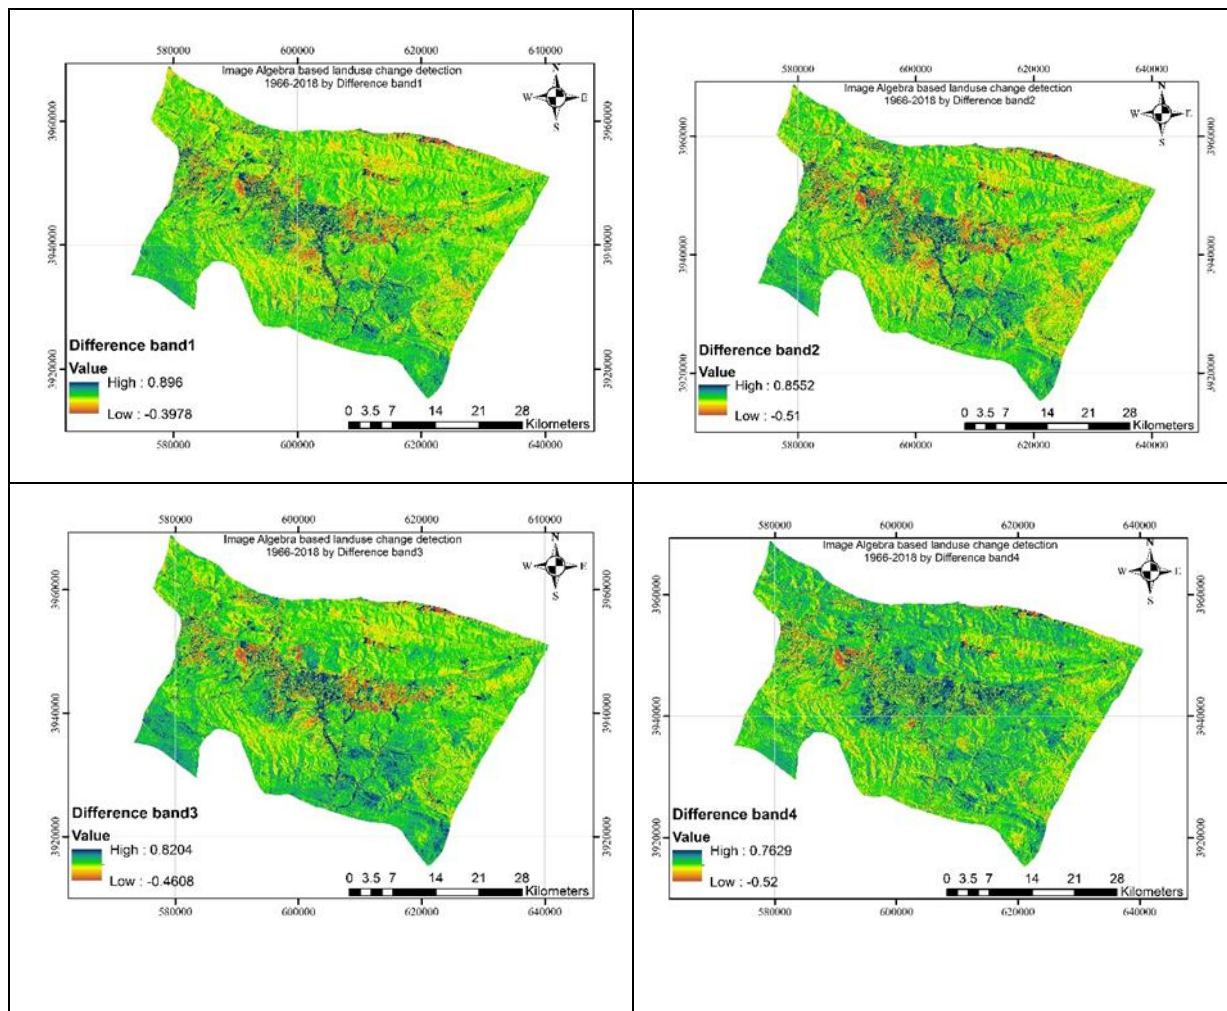 580000 600000 620000 640000
Image Algebra based landuse change detection
1966-2018 by Difference band1
N
W E
S
3960000 3960000
3940000 3940000
3920000 3920000
Difference band1
Value
High : 0.896
Low : -0.3978
0 3.5 7 14 21 28
Kilometers
580000 600000 620000 640000
580000 600000 620000 640000
Image Algebra based landuse change detection
1966-2018 by Difference band2
N
W E
S
3960000 3960000
3940000 3940000
3920000 3920000
Difference band2
Value
High : 0.8552
Low : -0.51
0 3.5 7 14 21 28
Kilometers
580000 600000 620000 640000
580000 600000 620000 640000
Image Algebra based landuse change detection
1966-2018 by Difference band3
N
W E
S
3960000 3960000
3940000 3940000
3920000 3920000
Difference band3
Value
High : 0.8204
Low : -0.4608
0 3.5 7 14 21 28
Kilometers
580000 600000 620000 640000
580000 600000 620000 640000
Image Algebra based landuse change detection
1966-2018 by Difference band4
N
W E
S
3960000 3960000
3940000 3940000
3920000 3920000
Difference band4
Value
High : 0.7629
Low : -0.52
0 3.5 7 14 21 28
Kilometers
580000 600000 620000 640000